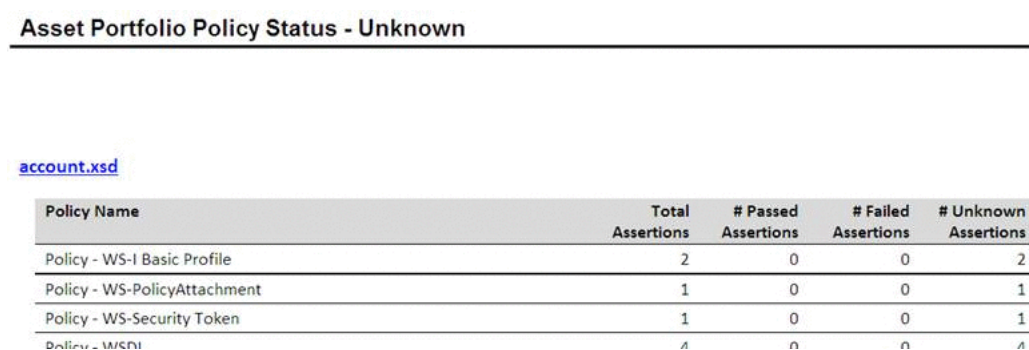 Asset Portfolio Policy Status - Unknown
account.xsd
Policy Name Total Assertions # Passed Assertions # Failed Assertions # Unknown Assertions
Policy - WS-I Basic Profile 2 0 0 2
Policy - WS-PolicyAttachment 1 0 0 1
Policy - WS-Security Token 1 0 0 1
Policy - WSDL 4 0 0 4